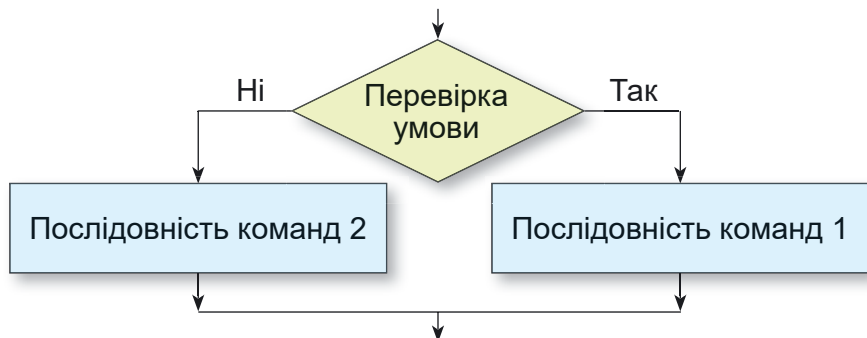 Ні
Так
Перевірка
умови
Послідовність команд 2
Послідовність команд 1